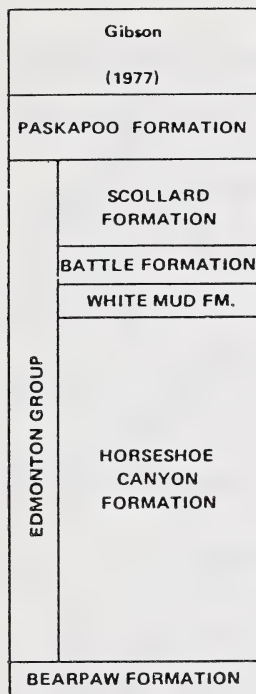 Gibson
(1977)
PASKAPOO FORMATION
EDMONTON GROUP
SCOLLARD
FORMATION
BATTLE FORMATION
WHITE MUD FM.
HORSESHOE
CANYON
FORMATION
BEARPAW FORMATION